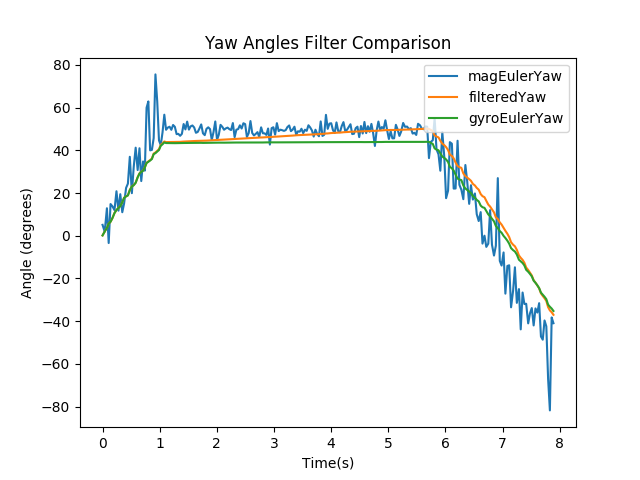 Yaw Angles Filter Comparison
magEulerYaw
filteredYaw
gyroEulerYaw
Angle (degrees)
80
60
40
20
0
−20
−40
−60
−80
0 1 2 3 4 5 6 7 8
Time(s)